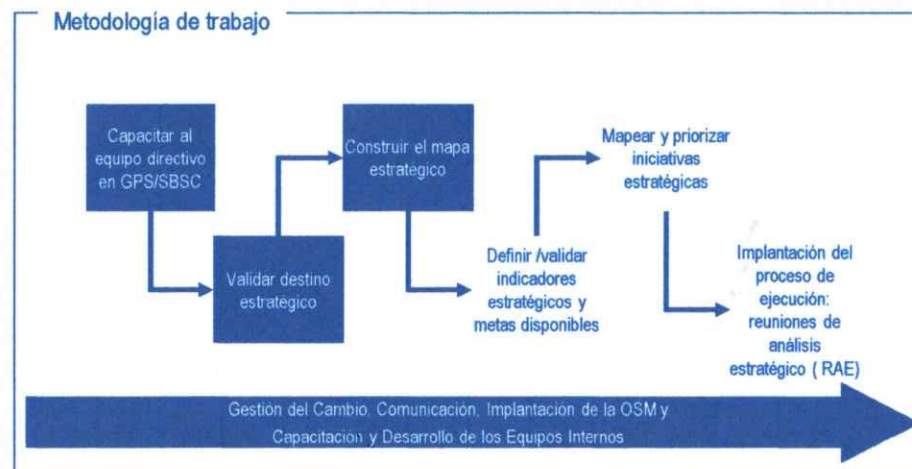 Metodología de trabajo
Capacitar al
equipo directivo
en GPS/SBSC
Validar destino
estratégico
Construir el mapa
estratégico
Definir /validar
indicadores
estratégicos y
metas disponibles
Mapear y priorizar
iniciativas
estratégicas
Implantación del
proceso de
ejecución:
reuniones de
análisis
estratégico ( RAE)
Gestión del Cambio, Comunicación, Implantación de la OSM y
Capacitación y Desarrollo de los Equipos Internos